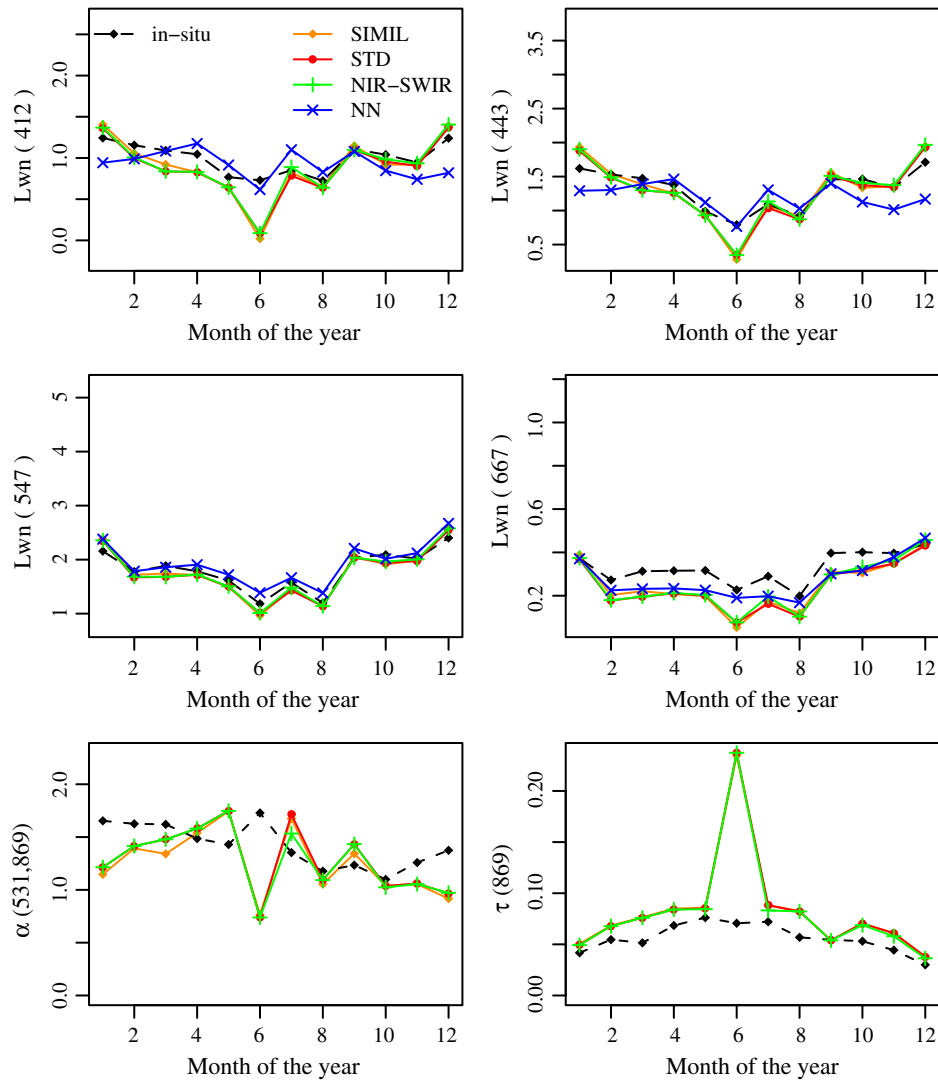 in−situ
SIMIL
STD
NIR−SWIR
NN
Lwn ( 412 )
0.0 1.0 2.0
2 4 6 8 10 12
Month of the year
Lwn ( 443 )
0.5 1.5 2.5 3.5
2 4 6 8 10 12
Month of the year
Lwn ( 547 )
1 2 3 4 5
2 4 6 8 10 12
Month of the year
Lwn ( 667 )
0.2 0.6 1.0
2 4 6 8 10 12
Month of the year
α (531,869)
0.0 1.0 2.0
2 4 6 8 10 12
Month of the year
τ (869)
0.00 0.10 0.20
2 4 6 8 10 12
Month of the year